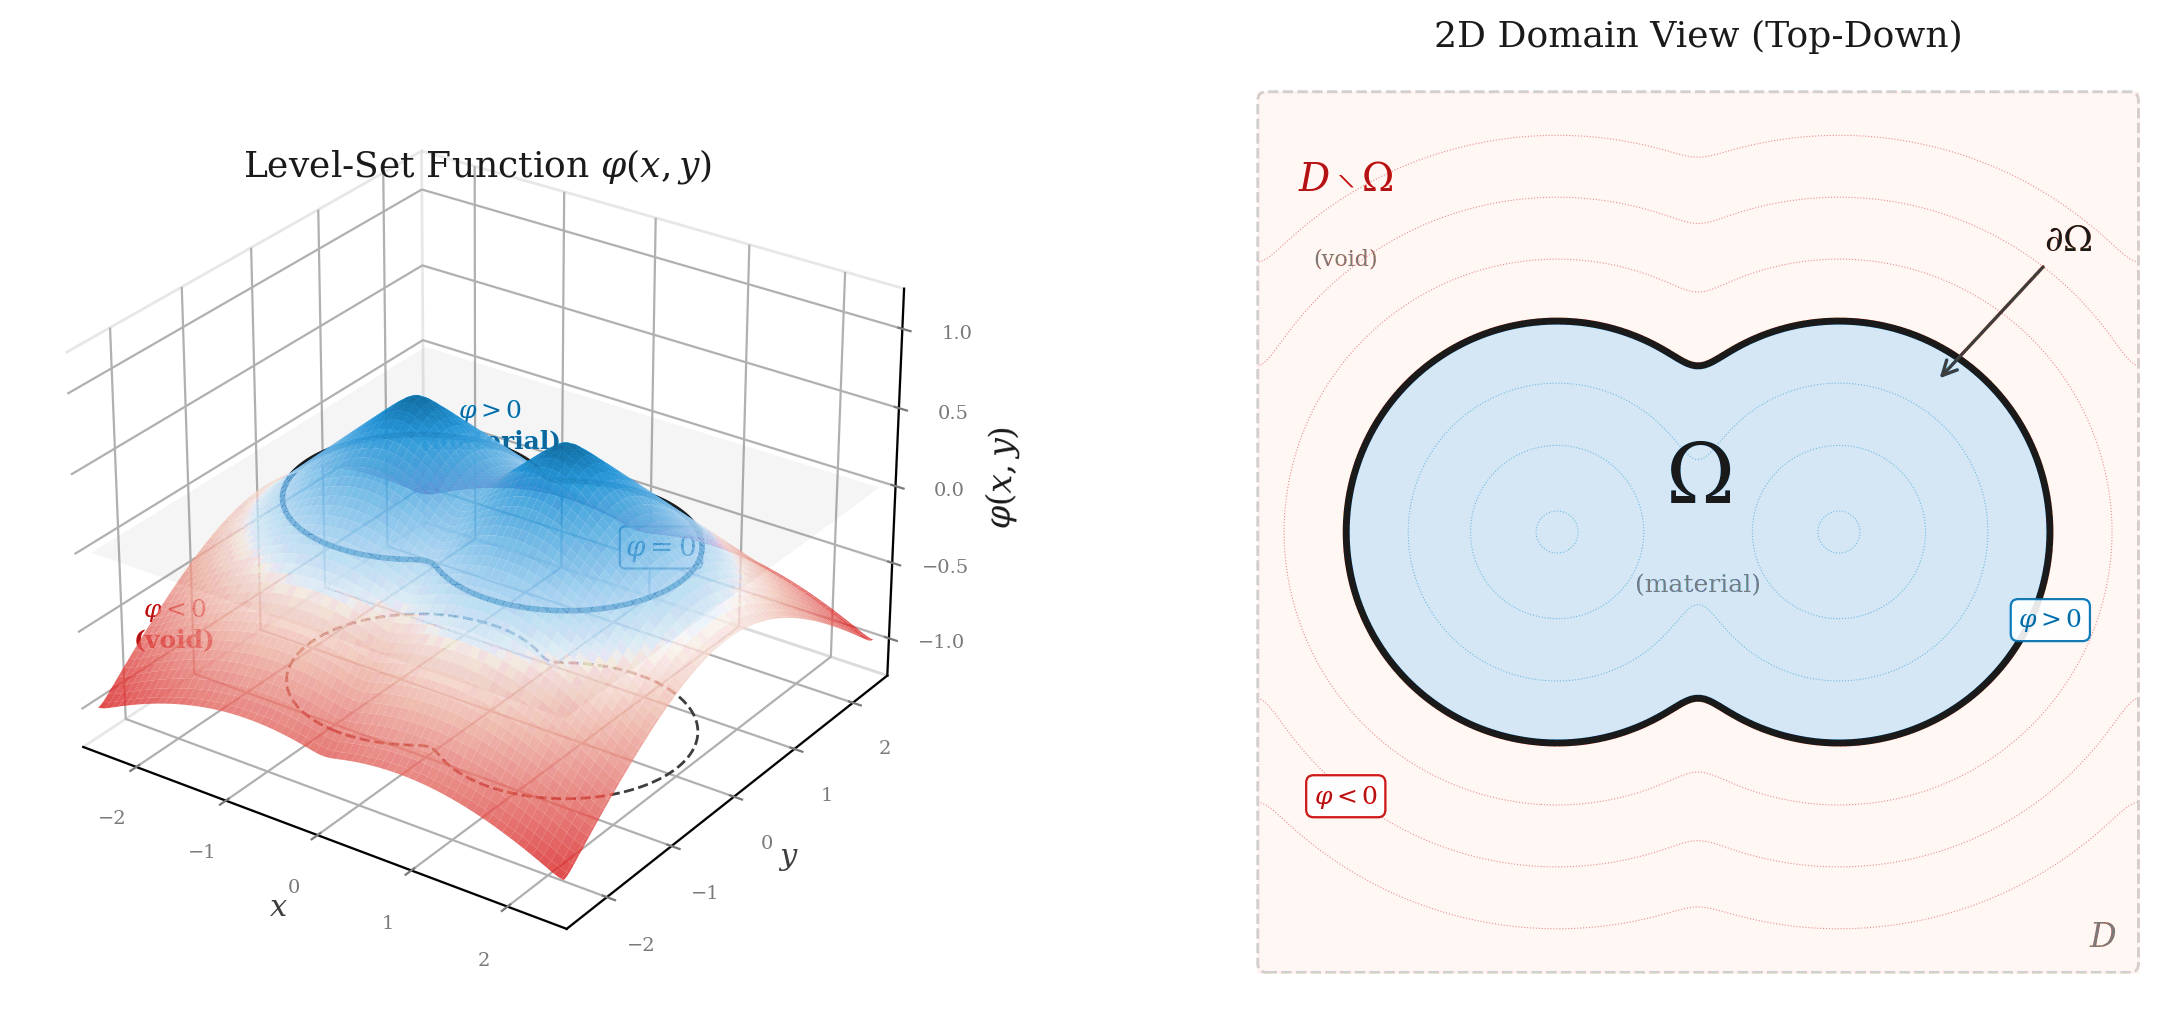 Level-Set Function φ(x, y)
φ > 0
φ = 0
φ < 0
(void)
1.0
0.5
0.0
−0.5
−1.0
φ(x, y)
−2
−1
0
1
2
x
−2
−1
0
1
2
y
2D Domain View (Top-Down)
D ∖ Ω
(void)
∂Ω
Ω
(material)
φ > 0
φ < 0
D